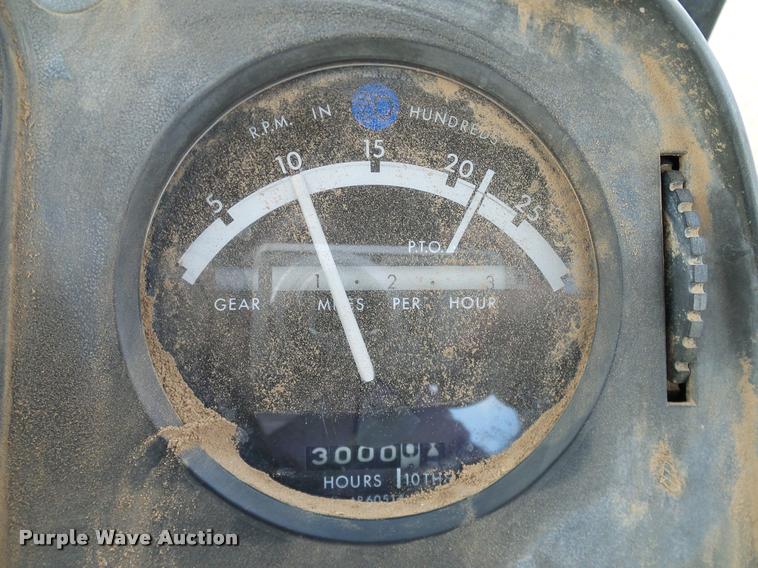 R.P.M. IN HUNDREDS
5 10 15 20 25
P.T.O.
1 · 2 · 3
GEAR MILES PER HOUR
3000
HOURS 10THS
Purple Wave Auction